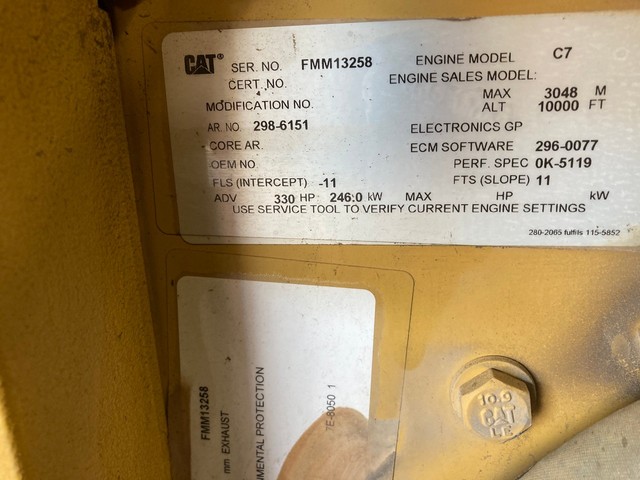 CAT® SER. NO. FMM13258 ENGINE MODEL C7
CERT. NO. ENGINE SALES MODEL:
MAX 3048 M
MODIFICATION NO. ALT 10000 FT
AR. NO. 298-6151 ELECTRONICS GP
CORE AR. ECM SOFTWARE 296-0077
OEM NO PERF. SPEC 0K-5119
FLS (INTERCEPT) -11 FTS (SLOPE) 11
ADV 330 HP 246.0 kW MAX HP kW
USE SERVICE TOOL TO VERIFY CURRENT ENGINE SETTINGS
280-2065 fulfills 115-5852
FMM13258
mm EXHAUST
MENTAL PROTECTION
1
10.9
CAT
LE